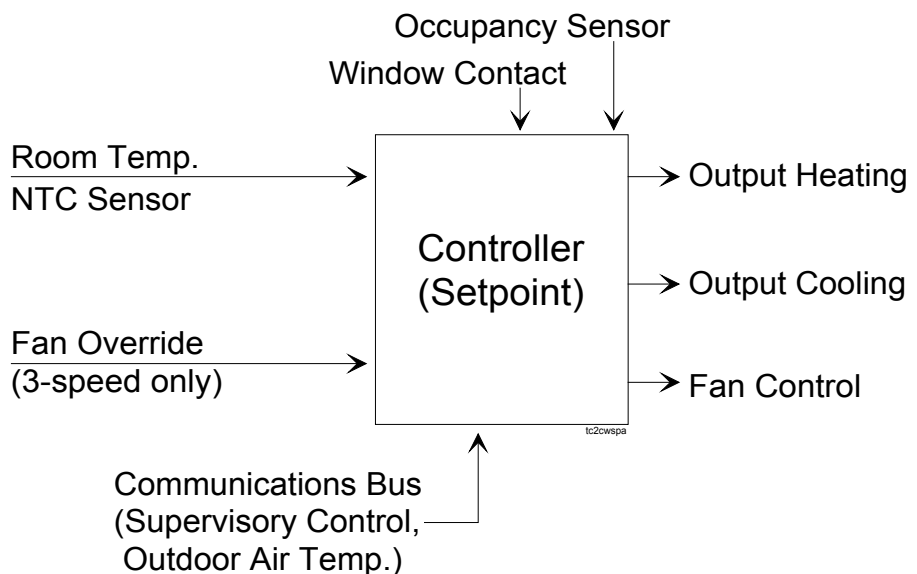 Occupancy Sensor
Window Contact
Room Temp.
NTC Sensor
Output Heating
Controller
(Setpoint)
Output Cooling
Fan Override
(3-speed only)
Fan Control
tc2cwspa
Communications Bus
(Supervisory Control,
Outdoor Air Temp.)